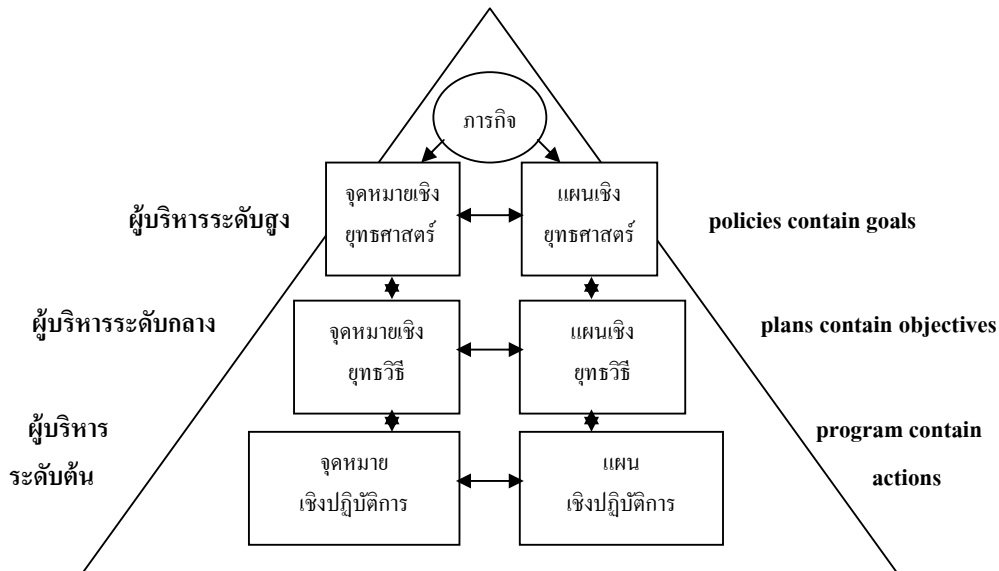 ภารกิจ
จุดหมายเชิง
ยุทธศาสตร์
แผนเชิง
ยุทธศาสตร์
ผู้บริหารระดับสูง
policies contain goals
ผู้บริหารระดับกลาง
จุดหมายเชิง
ยุทธวิธี
แผนเชิง
ยุทธวิธี
plans contain objectives
ผู้บริหาร
ระดับต้น
จุดหมาย
เชิงปฏิบัติการ
แผน
เชิงปฏิบัติการ
program contain
actions